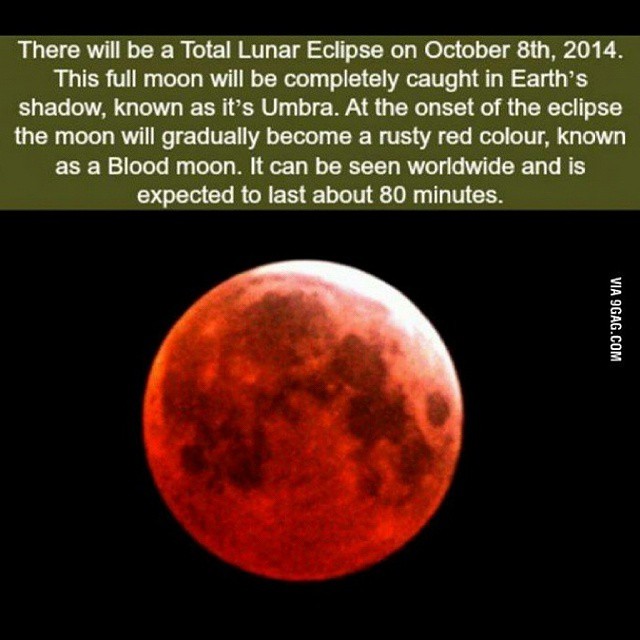 There will be a Total Lunar Eclipse on October 8th, 2014.
This full moon will be completely caught in Earth's
shadow, known as it's Umbra. At the onset of the eclipse
the moon will gradually become a rusty red colour, known
as a Blood moon. It can be seen worldwide and is
expected to last about 80 minutes.
VIA 9GAG.COM